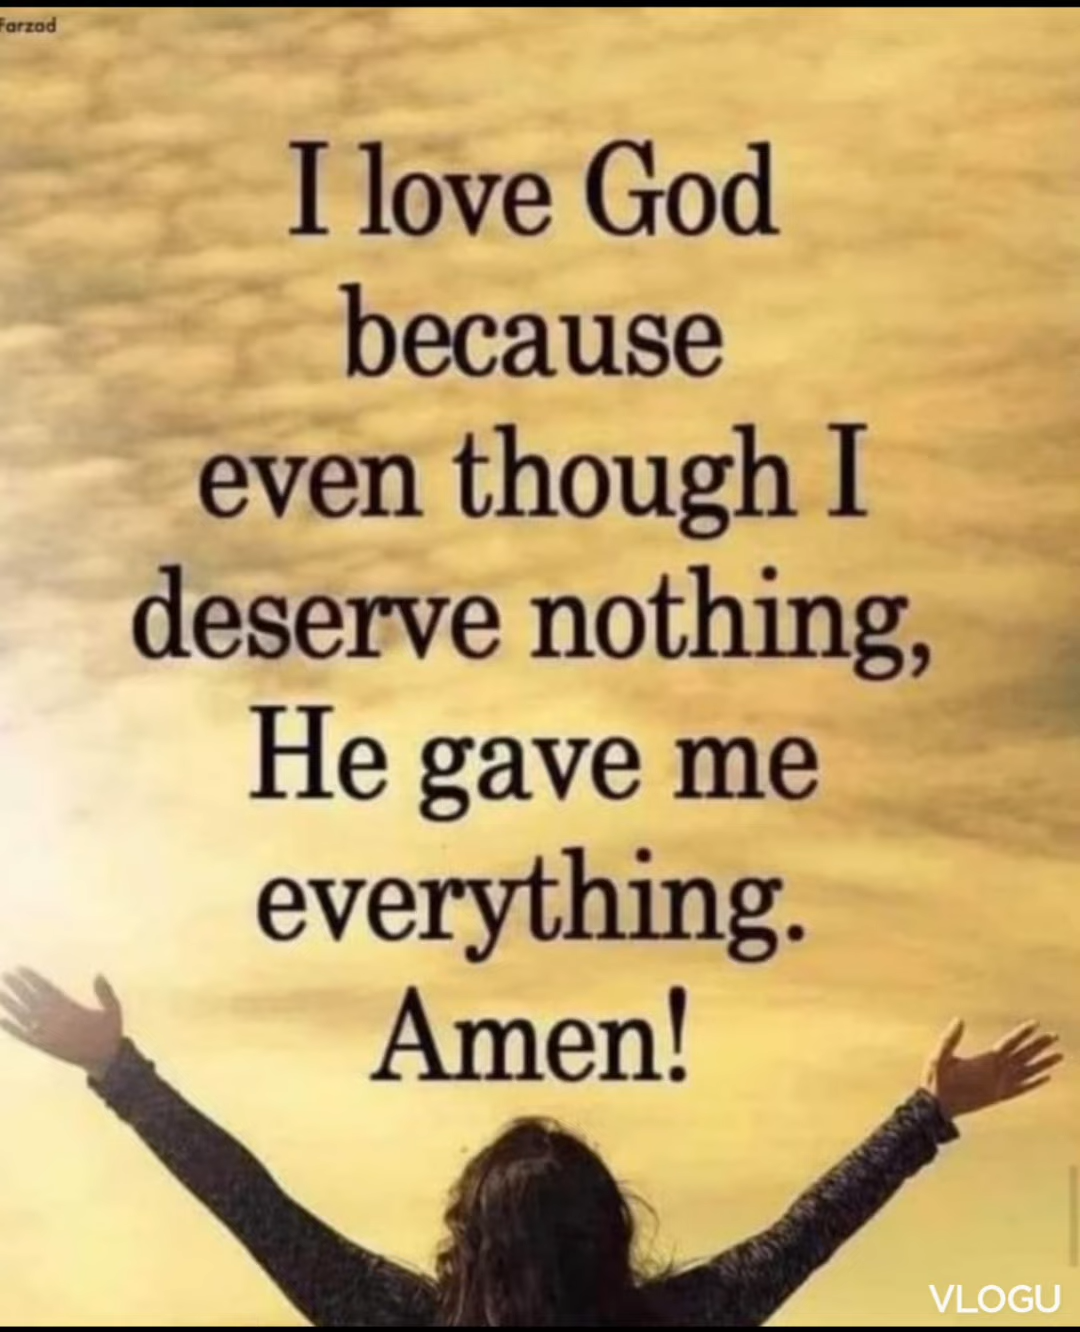 Farzad
I love God
because
even though I
deserve nothing,
He gave me
everything.
Amen!
VLOGU